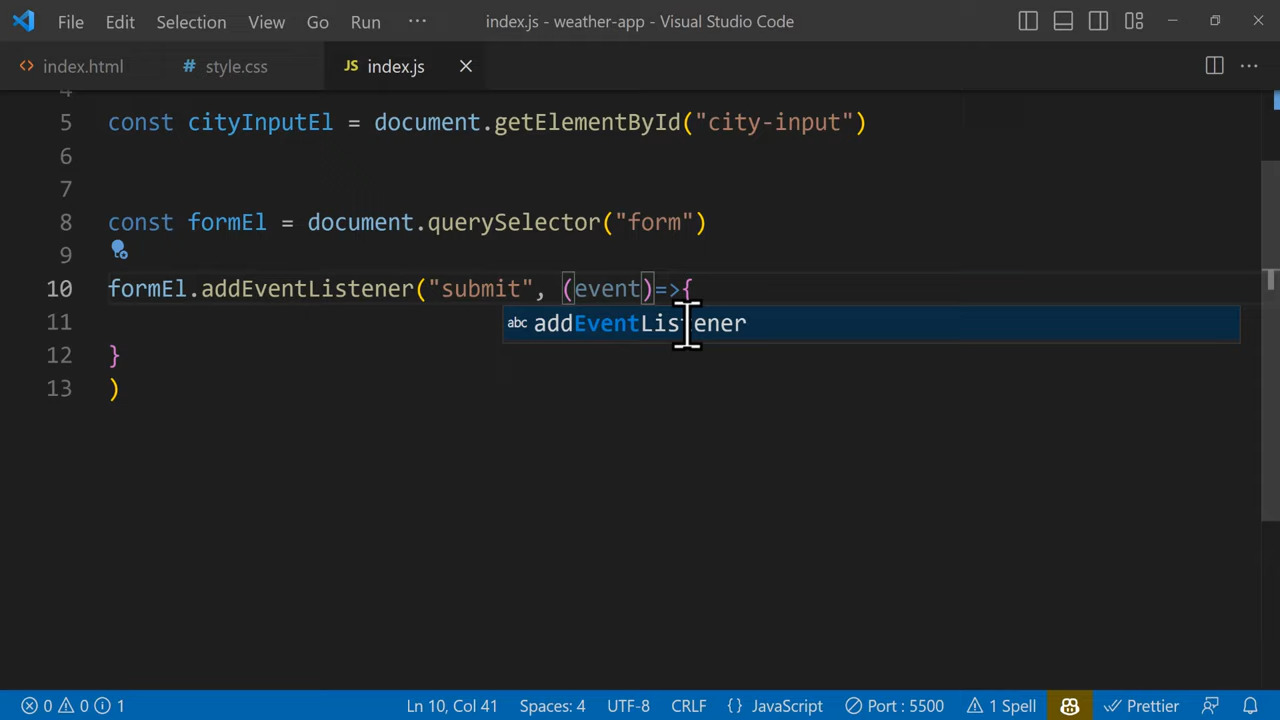 File Edit Selection View Go Run ··· index.js - weather-app - Visual Studio Code
<> index.html # style.css JS index.js ×
4
5 const cityInputEl = document.getElementById("city-input")
6
7
8 const formEl = document.querySelector("form")
9
10 formEl.addEventListener("submit", (event)=>{
abc addEventListener
11
12 }
13 )
0 0 1 Ln 10, Col 41 Spaces: 4 UTF-8 CRLF {} JavaScript Port : 5500 1 Spell Prettier